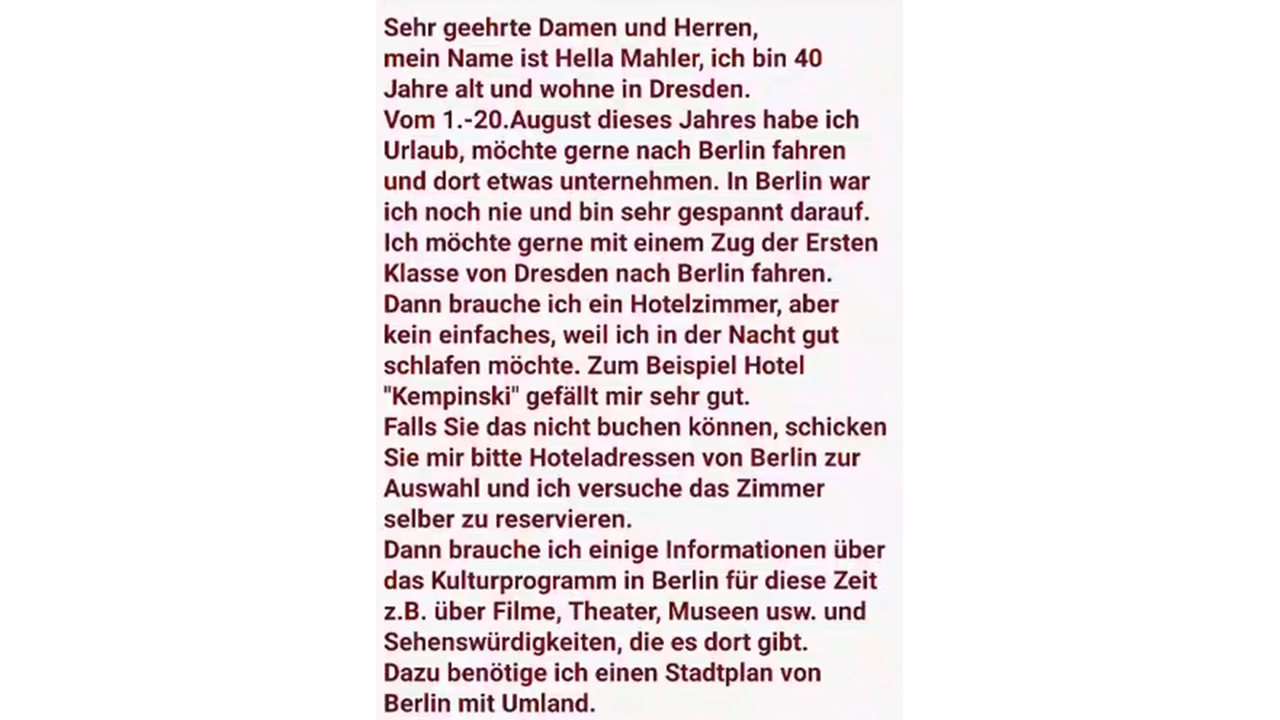 Sehr geehrte Damen und Herren,
mein Name ist Hella Mahler, ich bin 40
Jahre alt und wohne in Dresden.
Vom 1.-20.August dieses Jahres habe ich
Urlaub, möchte gerne nach Berlin fahren
und dort etwas unternehmen. In Berlin war
ich noch nie und bin sehr gespannt darauf.
Ich möchte gerne mit einem Zug der Ersten
Klasse von Dresden nach Berlin fahren.
Dann brauche ich ein Hotelzimmer, aber
kein einfaches, weil ich in der Nacht gut
schlafen möchte. Zum Beispiel Hotel
"Kempinski" gefällt mir sehr gut.
Falls Sie das nicht buchen können, schicken
Sie mir bitte Hoteladressen von Berlin zur
Auswahl und ich versuche das Zimmer
selber zu reservieren.
Dann brauche ich einige Informationen über
das Kulturprogramm in Berlin für diese Zeit
z.B. über Filme, Theater, Museen usw. und
Sehenswürdigkeiten, die es dort gibt.
Dazu benötige ich einen Stadtplan von
Berlin mit Umland.